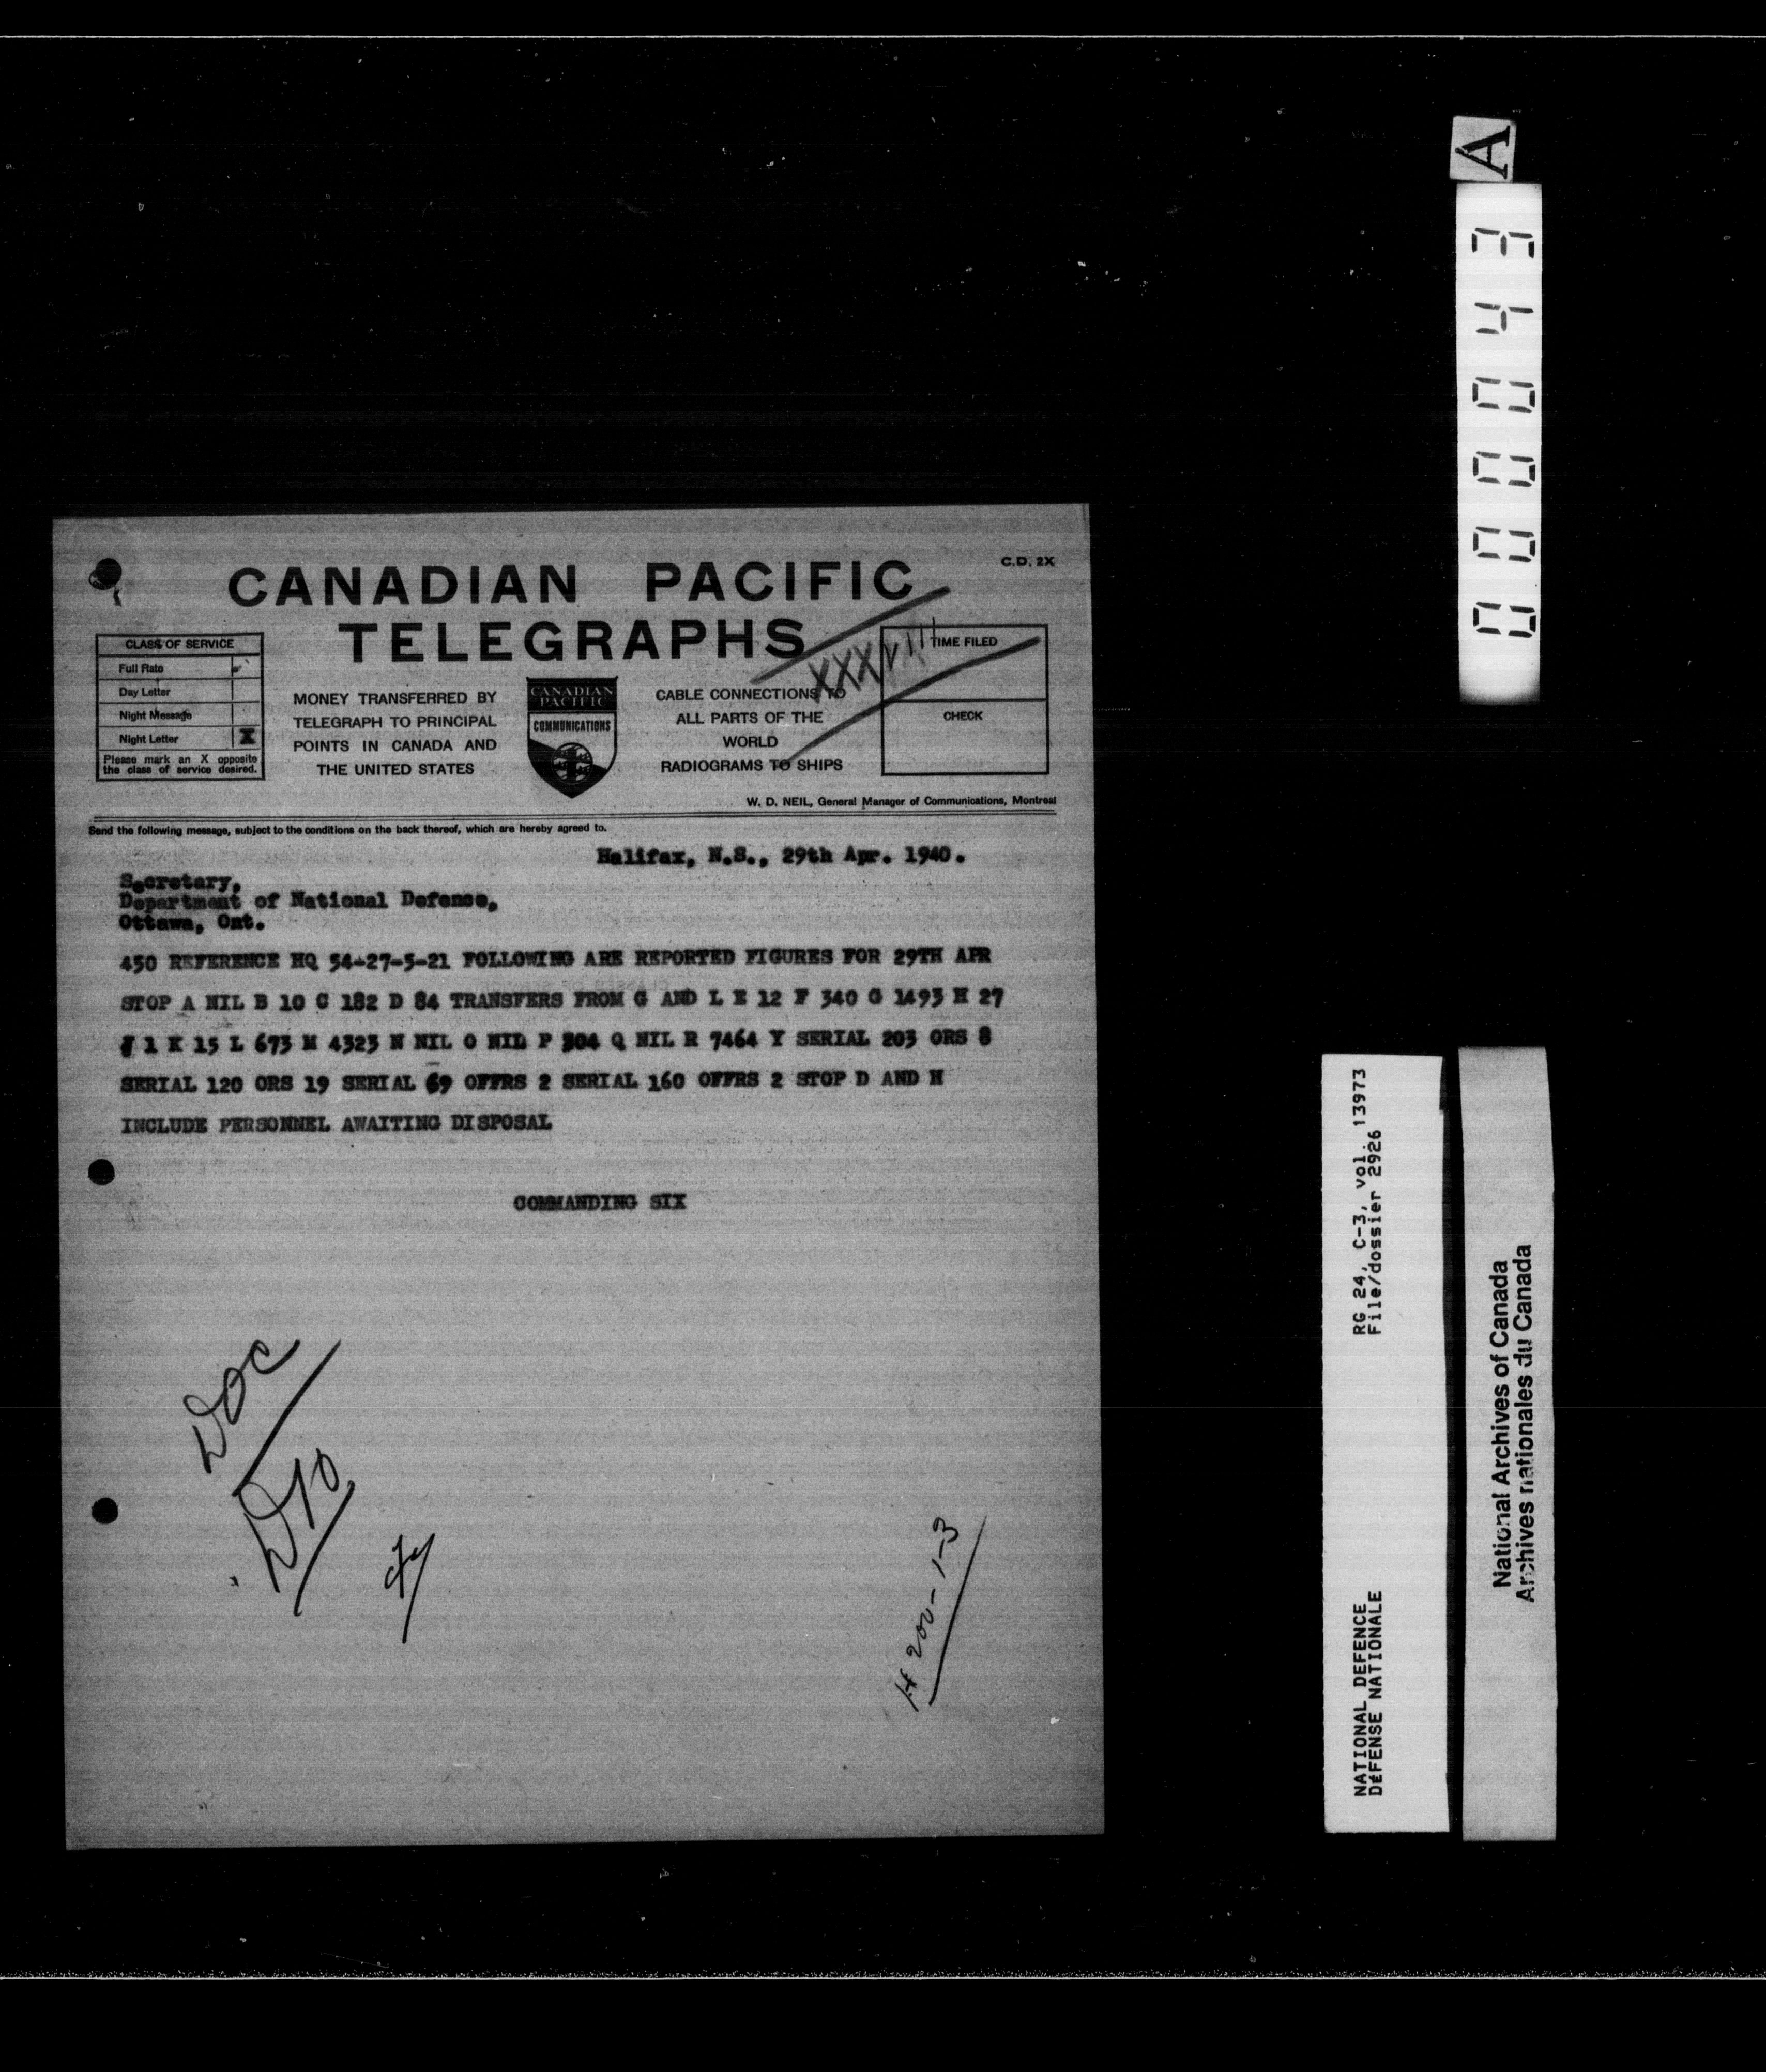 C.D. 2X
CANADIAN PACIFIC
TELEGRAPHS
XXXVIII
CLASS OF SERVICE
Full Rate
Day Letter
Night Message
Night Letter X
Please mark an X opposite
the class of service desired.
MONEY TRANSFERRED BY
TELEGRAPH TO PRINCIPAL
POINTS IN CANADA AND
THE UNITED STATES
CANADIAN
PACIFIC
COMMUNICATIONS
CABLE CONNECTIONS TO
ALL PARTS OF THE
WORLD
RADIOGRAMS TO SHIPS
TIME FILED
CHECK
W. D. NEIL, General Manager of Communications, Montreal
Send the following message, subject to the conditions on the back thereof, which are hereby agreed to.
Halifax, N.S., 29th Apr. 1940.
Secretary,
Department of National Defense,
Ottawa, Ont.
450 REFERENCE HQ 54-27-5-21 FOLLOWING ARE REPORTED FIGURES FOR 29TH APR
STOP A NIL B 10 C 182 D 84 TRANSFERS FROM G AND L E 12 F 340 G 1493 H 27
J 1 K 15 L 673 M 4323 N NIL O NIL P 304 Q NIL R 7464 Y SERIAL 203 ORS 8
SERIAL 120 ORS 19 SERIAL 69 OFFRS 2 SERIAL 160 OFFRS 2 STOP D AND H
INCLUDE PERSONNEL AWAITING DISPOSAL
COMMANDING SIX
DOC
D10
H 200-1-3
A
000043
RG 24, C-3, vol. 13973
File/dossier 2926
NATIONAL DEFENCE
DÉFENSE NATIONALE
National Archives of Canada
Archives nationales du Canada